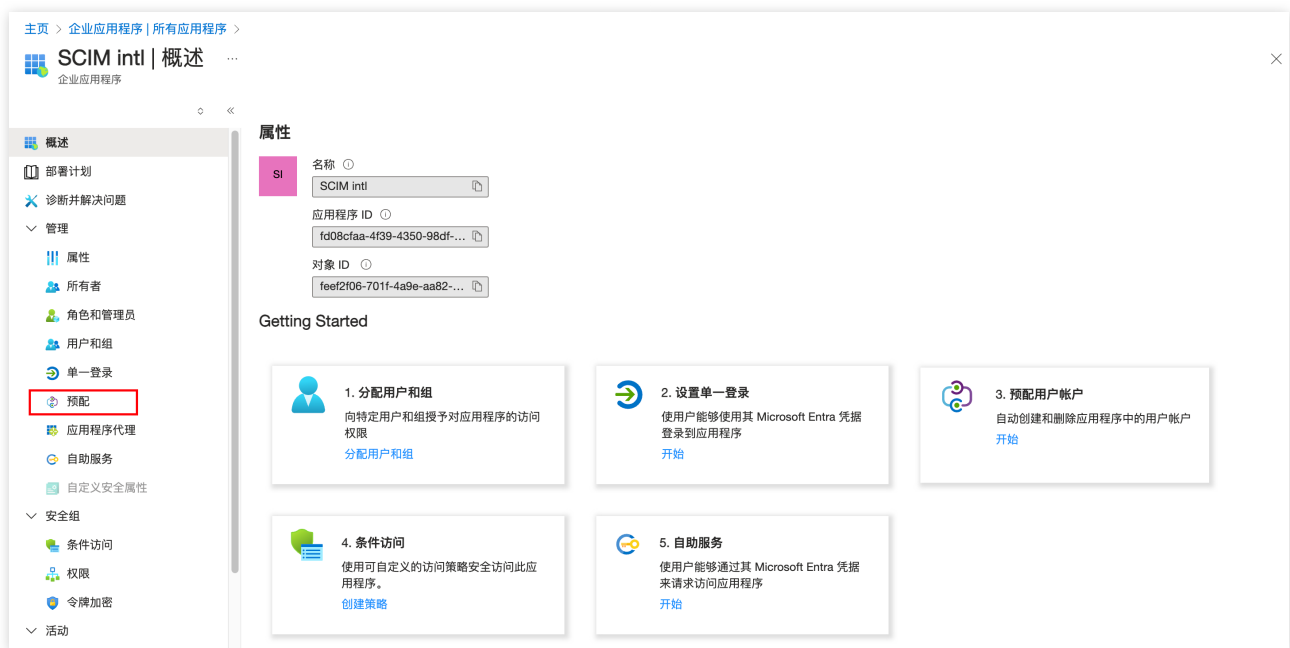 主页 > 企业应用程序 | 所有应用程序 >
SCIM intl | 概述 ...
企业应用程序
概述
部署计划
诊断并解决问题
管理
属性
所有者
角色和管理员
用户和组
单一登录
预配
应用程序代理
自助服务
自定义安全属性
安全组
条件访问
权限
令牌加密
活动
属性
SI
名称
SCIM intl
应用程序 ID
fd08cfaa-4f39-4350-98df-...
对象 ID
feef2f06-701f-4a9e-aa82-...
Getting Started
1. 分配用户和组
向特定用户和组授予对应用程序的访问
权限
分配用户和组
2. 设置单一登录
使用户能够使用其 Microsoft Entra 凭据
登录到应用程序
开始
3. 预配用户帐户
自动创建和删除应用程序中的用户帐户
开始
4. 条件访问
使用可自定义的访问策略安全访问此应
用程序。
创建策略
5. 自助服务
使用户能够通过其 Microsoft Entra 凭据
来请求访问应用程序
开始